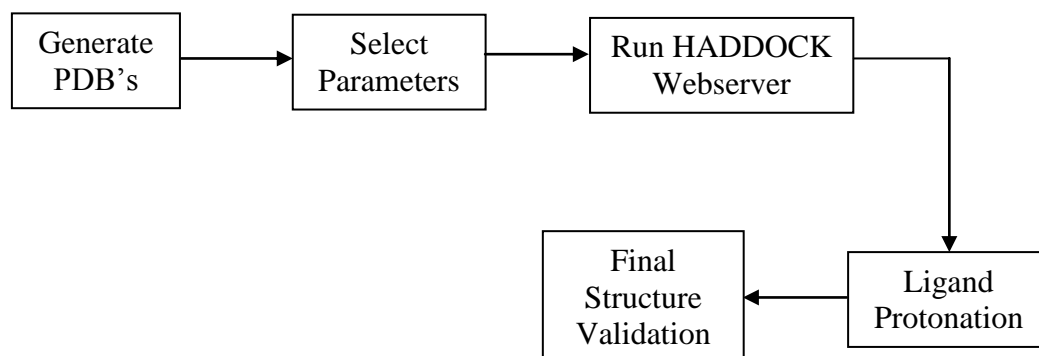 Generate
PDB's
Select
Parameters
Run HADDOCK
Webserver
Ligand
Protonation
Final
Structure
Validation